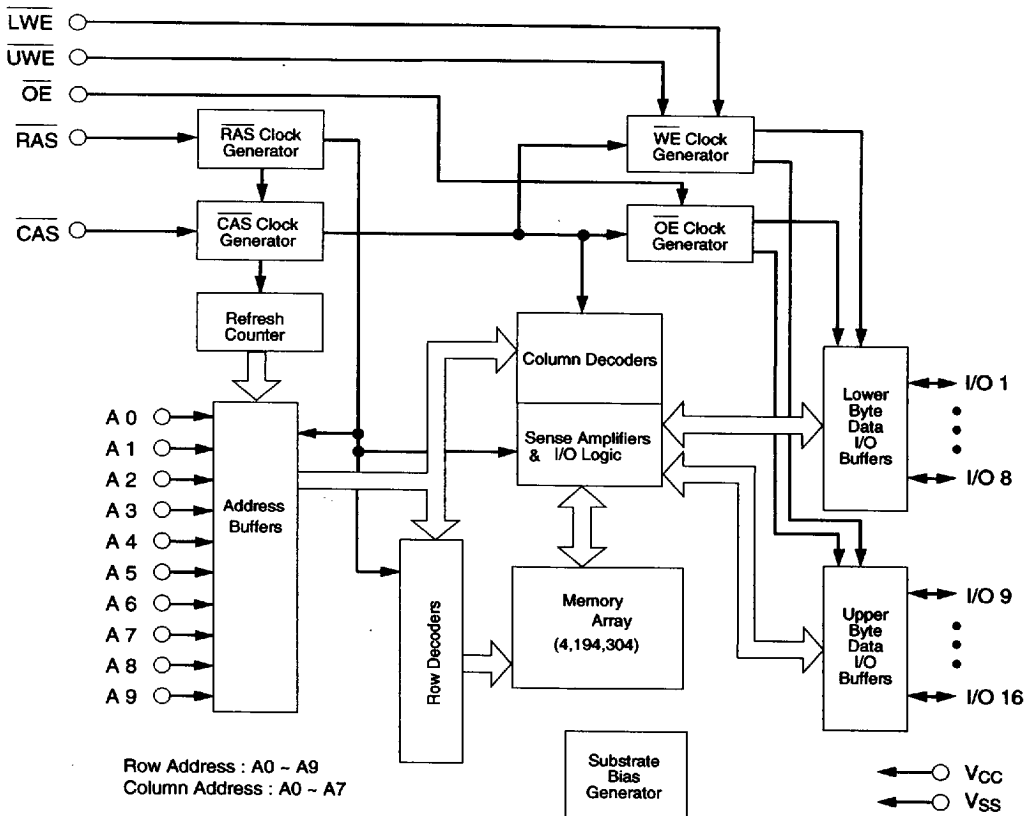 LWE
UWE
OE
RAS
CAS
RAS Clock
Generator
CAS Clock
Generator
Refresh
Counter
WE Clock
Generator
OE Clock
Generator
Column Decoders
Sense Amplifiers
& I/O Logic
A 0
A 1
A 2
A 3
A 4
A 5
A 6
A 7
A 8
A 9
Address
Buffers
Row Decoders
Memory
Array
(4,194,304)
Lower
Byte
Data
I/O
Buffers
I/O 1
I/O 8
Upper
Byte
Data
I/O
Buffers
I/O 9
I/O 16
Substrate
Bias
Generator
Row Address : A0 ~ A9
Column Address : A0 ~ A7
VCC
VSS